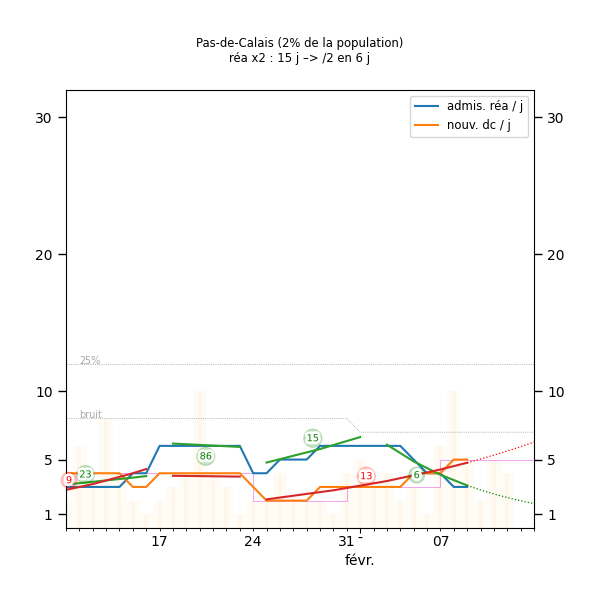 Pas-de-Calais (2% de la population)
réa x2 : 15 j –> /2 en 6 j
admis. réa / j
nouv. dc / j
30 30
20 20
25%
10 10
bruit
15
86
5 5
9 23 13 6
1 1
17 24 31 - 07
févr.